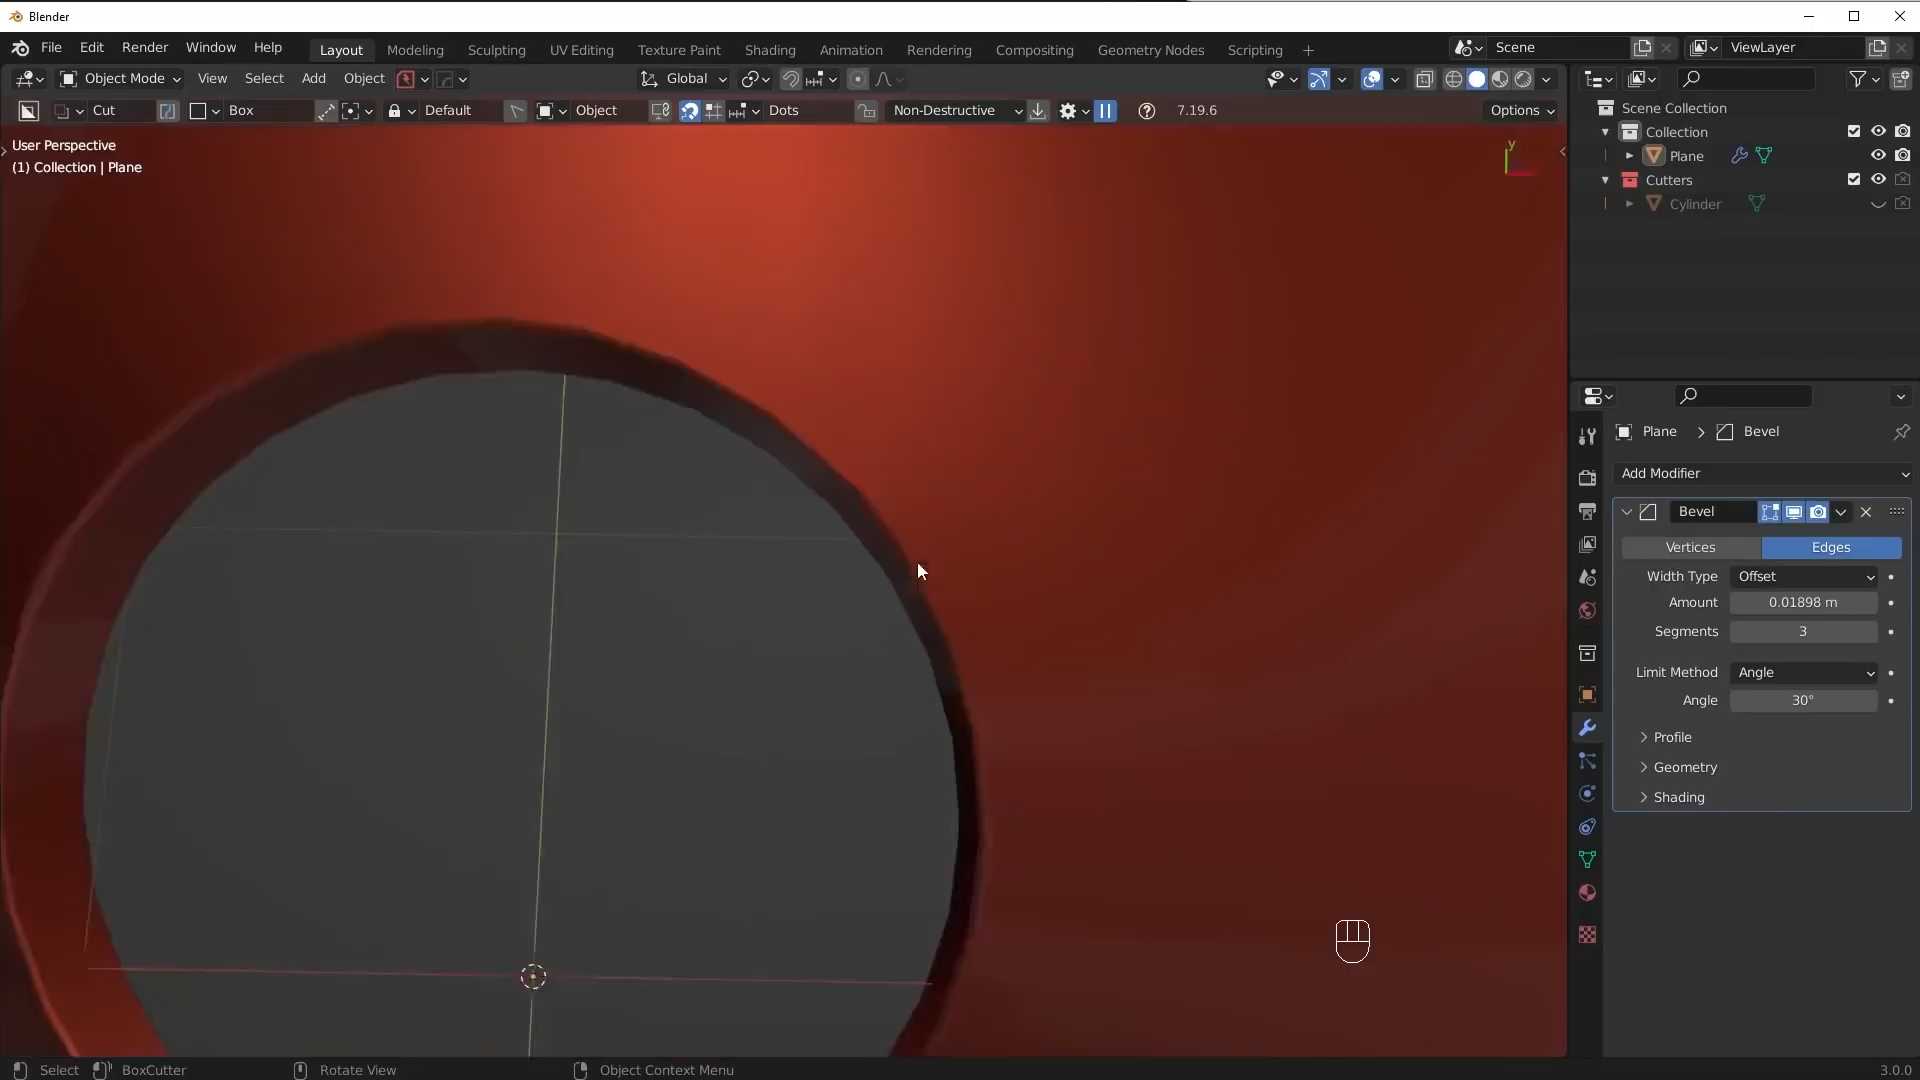 Blender
File Edit Render Window Help
Layout Modeling Sculpting UV Editing Texture Paint Shading Animation Rendering Compositing Geometry Nodes Scripting +
Scene
ViewLayer
Object Mode View Select Add Object
Global
Cut Box Default Object Dots Non-Destructive 7.19.6 Options
User Perspective
(1) Collection | Plane
y
Scene Collection
Collection
Plane
Cutters
Cylinder
Plane > Bevel
Add Modifier
Bevel
Vertices Edges
Width Type Offset
Amount 0.01898 m
Segments 3
Limit Method Angle
Angle 30°
Profile
Geometry
Shading
Select BoxCutter Rotate View Object Context Menu 3.0.0